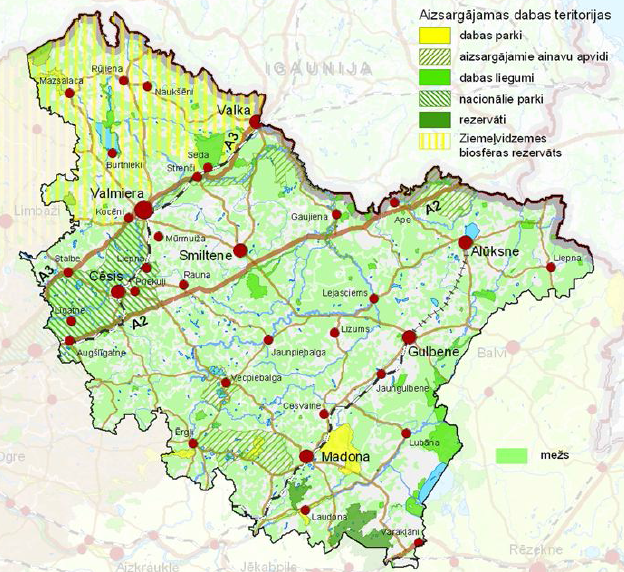 Aizsargājamas dabas teritorijas
dabas parki
aizsargājamie ainavu apvidi
dabas liegumi
nacionālie parki
rezervāti
Ziemeļvidzemes
biosfēras rezervāts
IGAUNIJA
Rūjiena
Mazsalaca
Naukšēni
Valka
A3
Burtnieki
Seda
Strenči
Valmiera
Limbaži
Kocēni
Gaujiena
Ape
A2
Mūrmuiža
Smiltene
Alūksne
Stalbe
Liepa
Liepna
A3
Cēsis
Priekuļi
Rauna
Lejasciems
Līgatne
A2
Lizums
Augšlīgatne
Jaunpiebalga
Gulbene
Balvi
Vecpiebalga
Jaungulbene
Cesvaine
Ērgļi
Lubāna
mežs
Ogre
Madona
Ļaudona
Varakļāni
Rēzekne
Aizkraukle
Jēkabpils